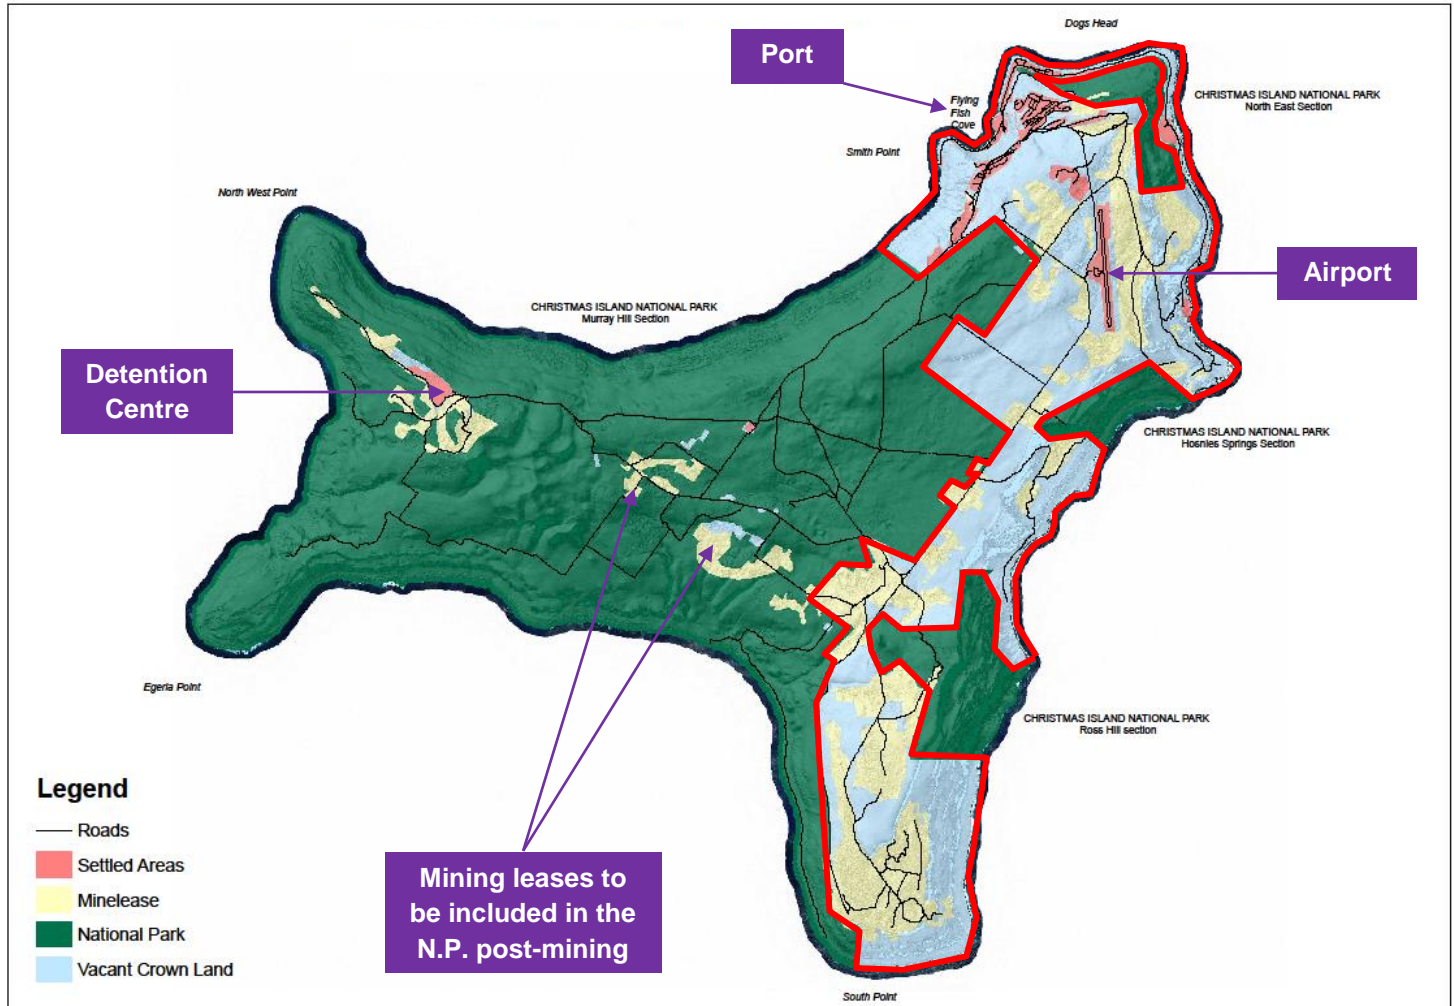 Dogs Head
Port
CHRISTMAS ISLAND NATIONAL PARK
North East Section
Flying
Fish
Cove
Smith Point
North West Point
Airport
CHRISTMAS ISLAND NATIONAL PARK
Murray Hill Section
Detention
Centre
CHRISTMAS ISLAND NATIONAL PARK
Hosnies Springs Section
Egeria Point
CHRISTMAS ISLAND NATIONAL PARK
Ross Hill section
Legend
Roads
Settled Areas
Minelease
National Park
Vacant Crown Land
Mining leases to
be included in the
N.P. post-mining
South Point